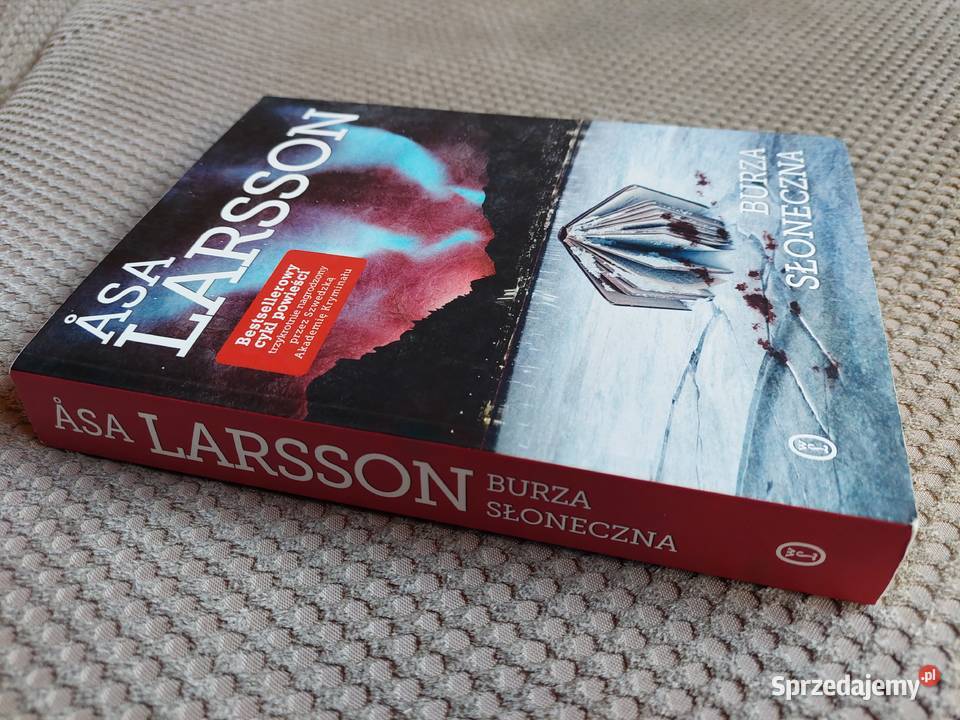 ÅSA
LARSSON
Bestsellerowy
cykl powieści
trzykrotnie nagrodzony
przez Szwedzką
Akademię Kryminału
BURZA
SŁONECZNA
ÅSA LARSSON BURZA
SŁONECZNA
Sprzedajemy.pl